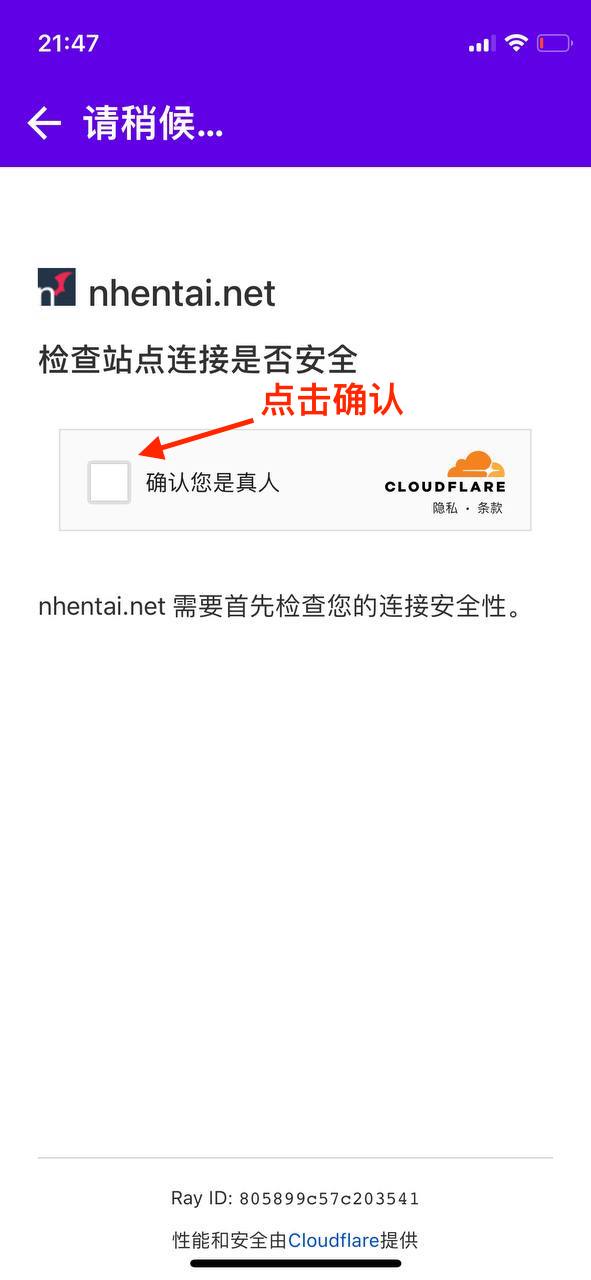 21:47
请稍候...
nhentai.net
检查站点连接是否安全
点击确认
确认您是真人
CLOUDFLARE
隐私 · 条款
nhentai.net 需要首先检查您的连接安全性。
Ray ID: 805899c57c203541
性能和安全由Cloudflare提供